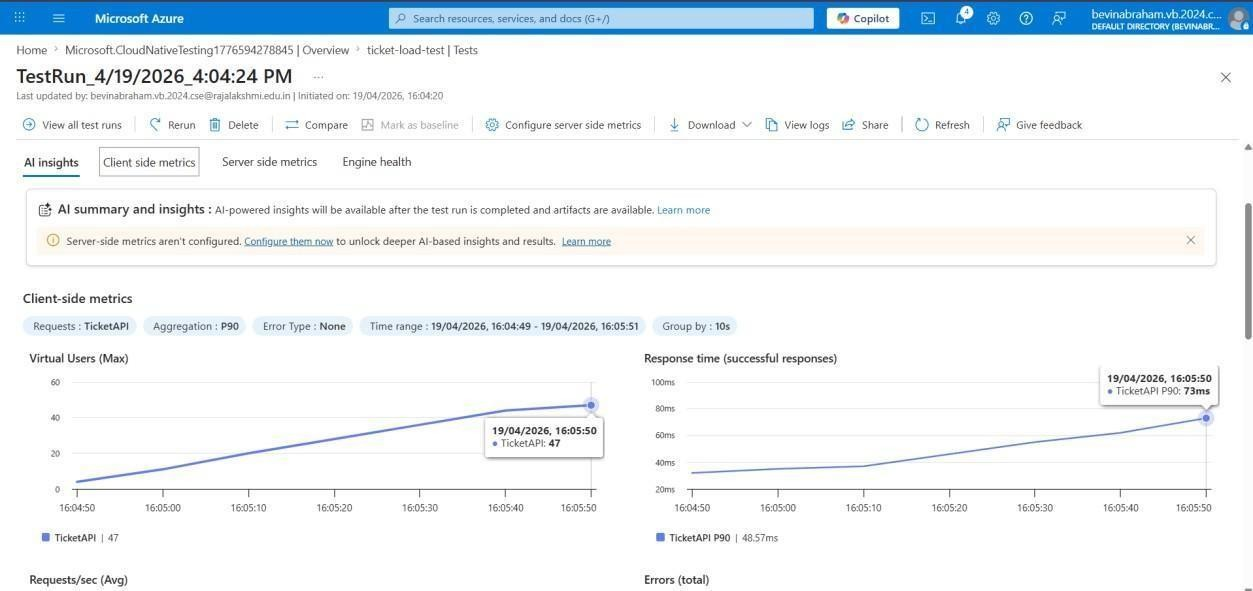 Microsoft Azure
Search resources, services, and docs (G+/)
Copilot
4
bevinabraham.vb.2024.c...
DEFAULT DIRECTORY (BEVINABR...
Home > Microsoft.CloudNativeTesting1776594278845 | Overview > ticket-load-test | Tests
TestRun_4/19/2026_4:04:24 PM ...
Last updated by: bevinabraham.vb.2024.cse@rajalakshmi.edu.in | Initiated on: 19/04/2026, 16:04:20
View all test runs Rerun Delete Compare Mark as baseline Configure server side metrics Download View logs Share Refresh Give feedback
AI insights Client side metrics Server side metrics Engine health
AI summary and insights : AI-powered insights will be available after the test run is completed and artifacts are available. Learn more
Server-side metrics aren't configured. Configure them now to unlock deeper AI-based insights and results. Learn more
Client-side metrics
Requests : TicketAPI Aggregation : P90 Error Type : None Time range : 19/04/2026, 16:04:49 - 19/04/2026, 16:05:51 Group by : 10s
Virtual Users (Max)
60
40
20
0
19/04/2026, 16:05:50
TicketAPI: 47
16:04:50 16:05:00 16:05:10 16:05:20 16:05:30 16:05:40 16:05:50
TicketAPI | 47
Response time (successful responses)
100ms
80ms
60ms
40ms
20ms
19/04/2026, 16:05:50
TicketAPI P90: 73ms
16:04:50 16:05:00 16:05:10 16:05:20 16:05:30 16:05:40 16:05:50
TicketAPI P90 | 48.57ms
Requests/sec (Avg)
Errors (total)